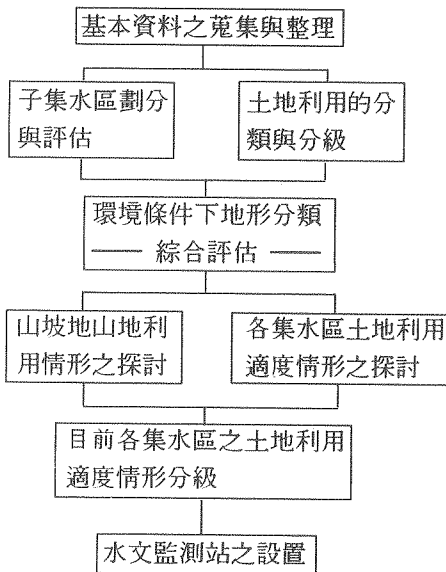 基本資料之蒐集與整理
子集水區劃分
與評估
土地利用的分
類與分級
環境條件下地形分類
—— 綜合評估 ——
山坡地山地利
用情形之探討
各集水區土地利用
適度情形之探討
目前各集水區之土地利用
適度情形分級
水文監測站之設置